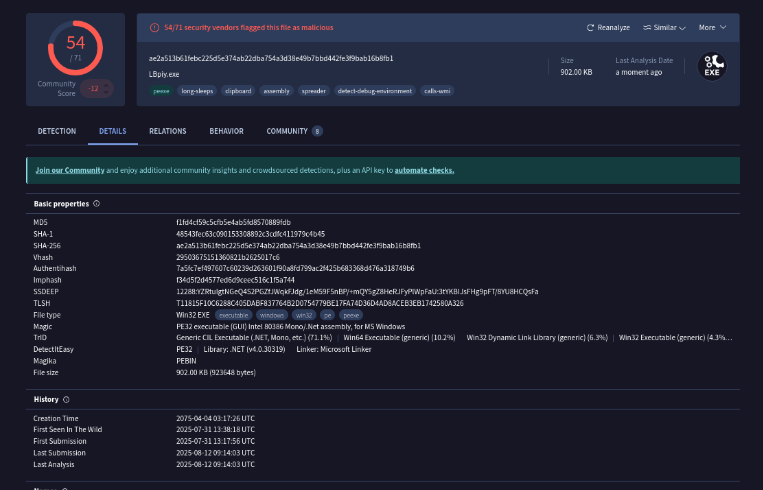 54
/ 71
Community
Score
-12
54/71 security vendors flagged this file as malicious
Reanalyze
Similar
More
ae2a513b61febc225d5e374ab22dba754a3d38e49b7bbd442fe3f9bab16b8fb1
LBpiy.exe
Size
902.00 KB
Last Analysis Date
a moment ago
EXE
peexe long-sleeps clipboard assembly spreader detect-debug-environment calls-wmi
DETECTION DETAILS RELATIONS BEHAVIOR COMMUNITY 8
Join our Community and enjoy additional community insights and crowdsourced detections, plus an API key to automate checks.
Basic properties
MD5 f1fd4cf59c5cfb5e4ab5fd8570889fdb
SHA-1 48543fec63c090153308892c3cdfc411979c4b45
SHA-256 ae2a513b61febc225d5e374ab22dba754a3d38e49b7bbd442fe3f9bab16b8fb1
Vhash 29503675151360821b2625017c6
Authentihash 7a5fc7ef497607c60239d263601f90a8fd799ac2f425b683368d476a318749b6
Imphash f34d5f2d4577ed6d9ceec516c1f5a744
SSDEEP
TLSH T11815F10C6288C405DABF837764B2D0754779BE17FA74D36D4AD8ACEB3EB1742580A326
File type Win32 EXE executable windows win32 pe peexe
Magic PE32 executable (GUI) Intel 80386 Mono/.Net assembly, for MS Windows
TrID Generic CIL Executable (.NET, Mono, etc.) (71.1%) | Win64 Executable (generic) (10.2%) Win32 Dynamic Link Library (generic) (6.3%) | Win32 Executable (generic) (4.3%...
DetectItEasy PE32 | Library: .NET (v4.0.30319) Linker: Microsoft Linker
Magika PEBIN
File size 902.00 KB (923648 bytes)
History
Creation Time 2075-04-04 03:17:26 UTC
First Seen In The Wild 2025-07-31 13:38:18 UTC
First Submission 2025-07-31 13:17:56 UTC
Last Submission 2025-08-12 09:14:03 UTC
Last Analysis 2025-08-12 09:14:03 UTC